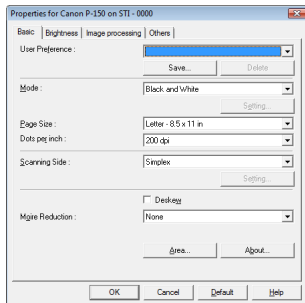 Properties for Canon P-150 on STI - 0000
Basic Brightness Image processing Others
User Preference :
Save... Delete
Mode : Black and White
Setting...
Page Size : Letter - 8.5 x 11 in
Dots per inch : 200 dpi
Scanning Side : Simplex
Setting...
Deskew
Moire Reduction : None
Area... About...
OK Cancel Default Help